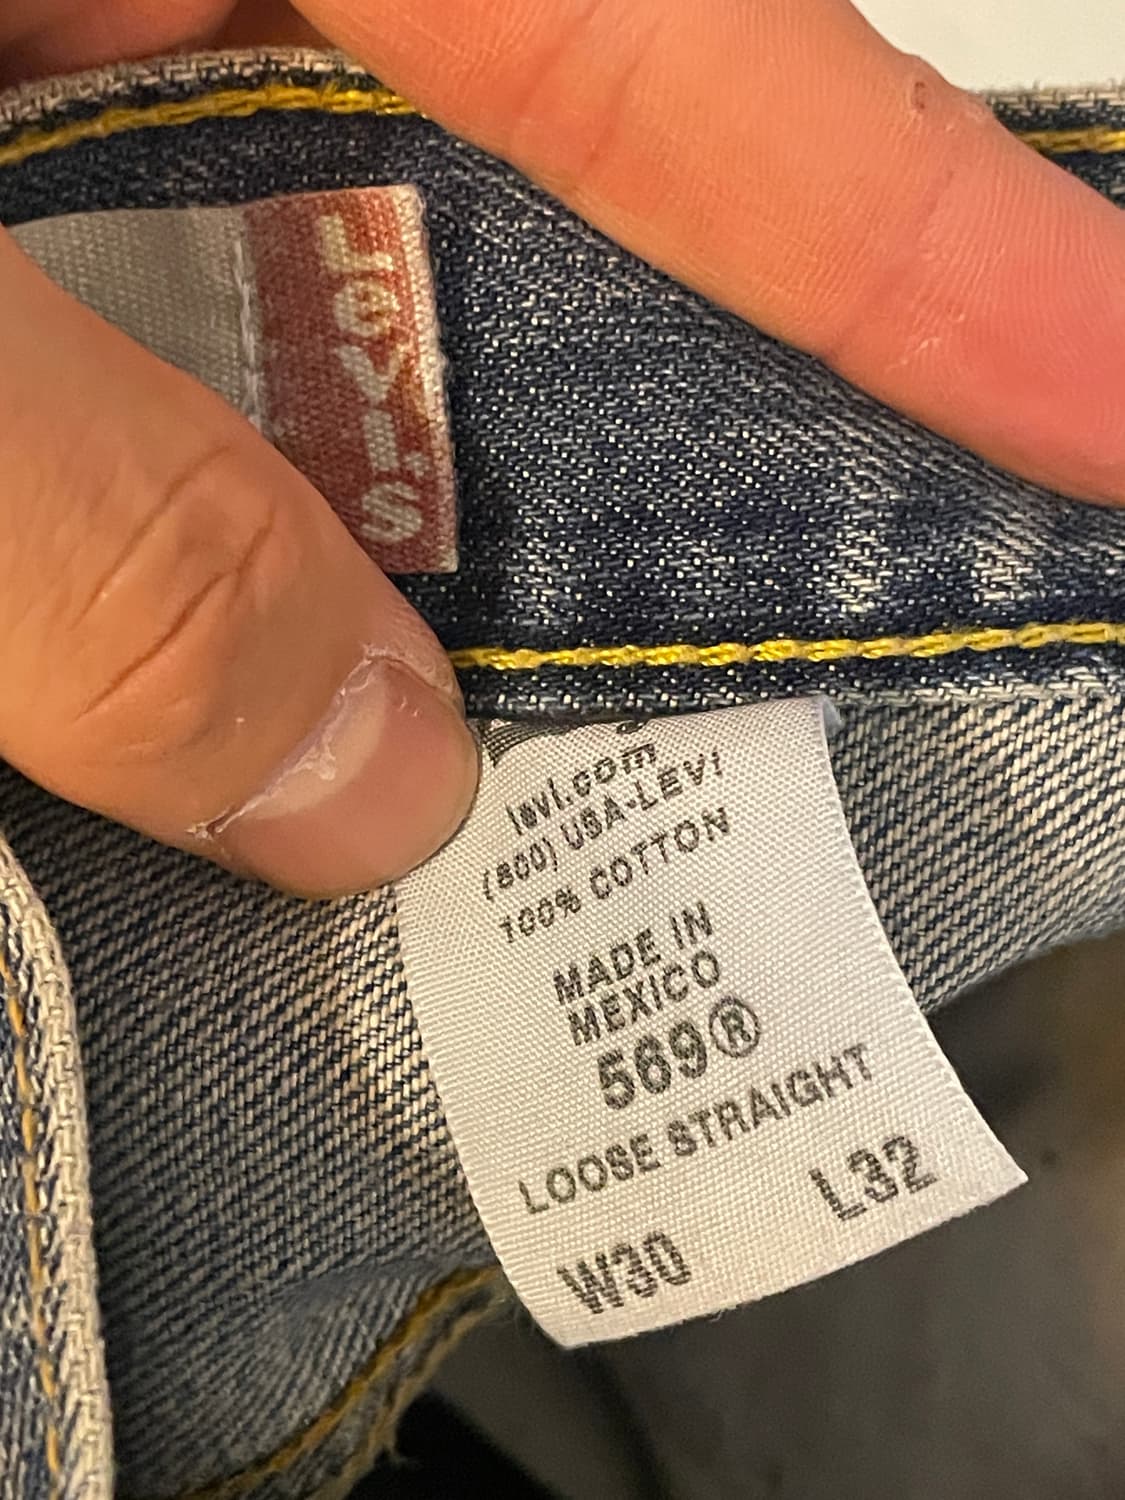 LeVI'S
levi.com
(800) USA-LEVI
100% COTTON
MADE IN
MEXICO
569®
LOOSE STRAIGHT
W30 L32